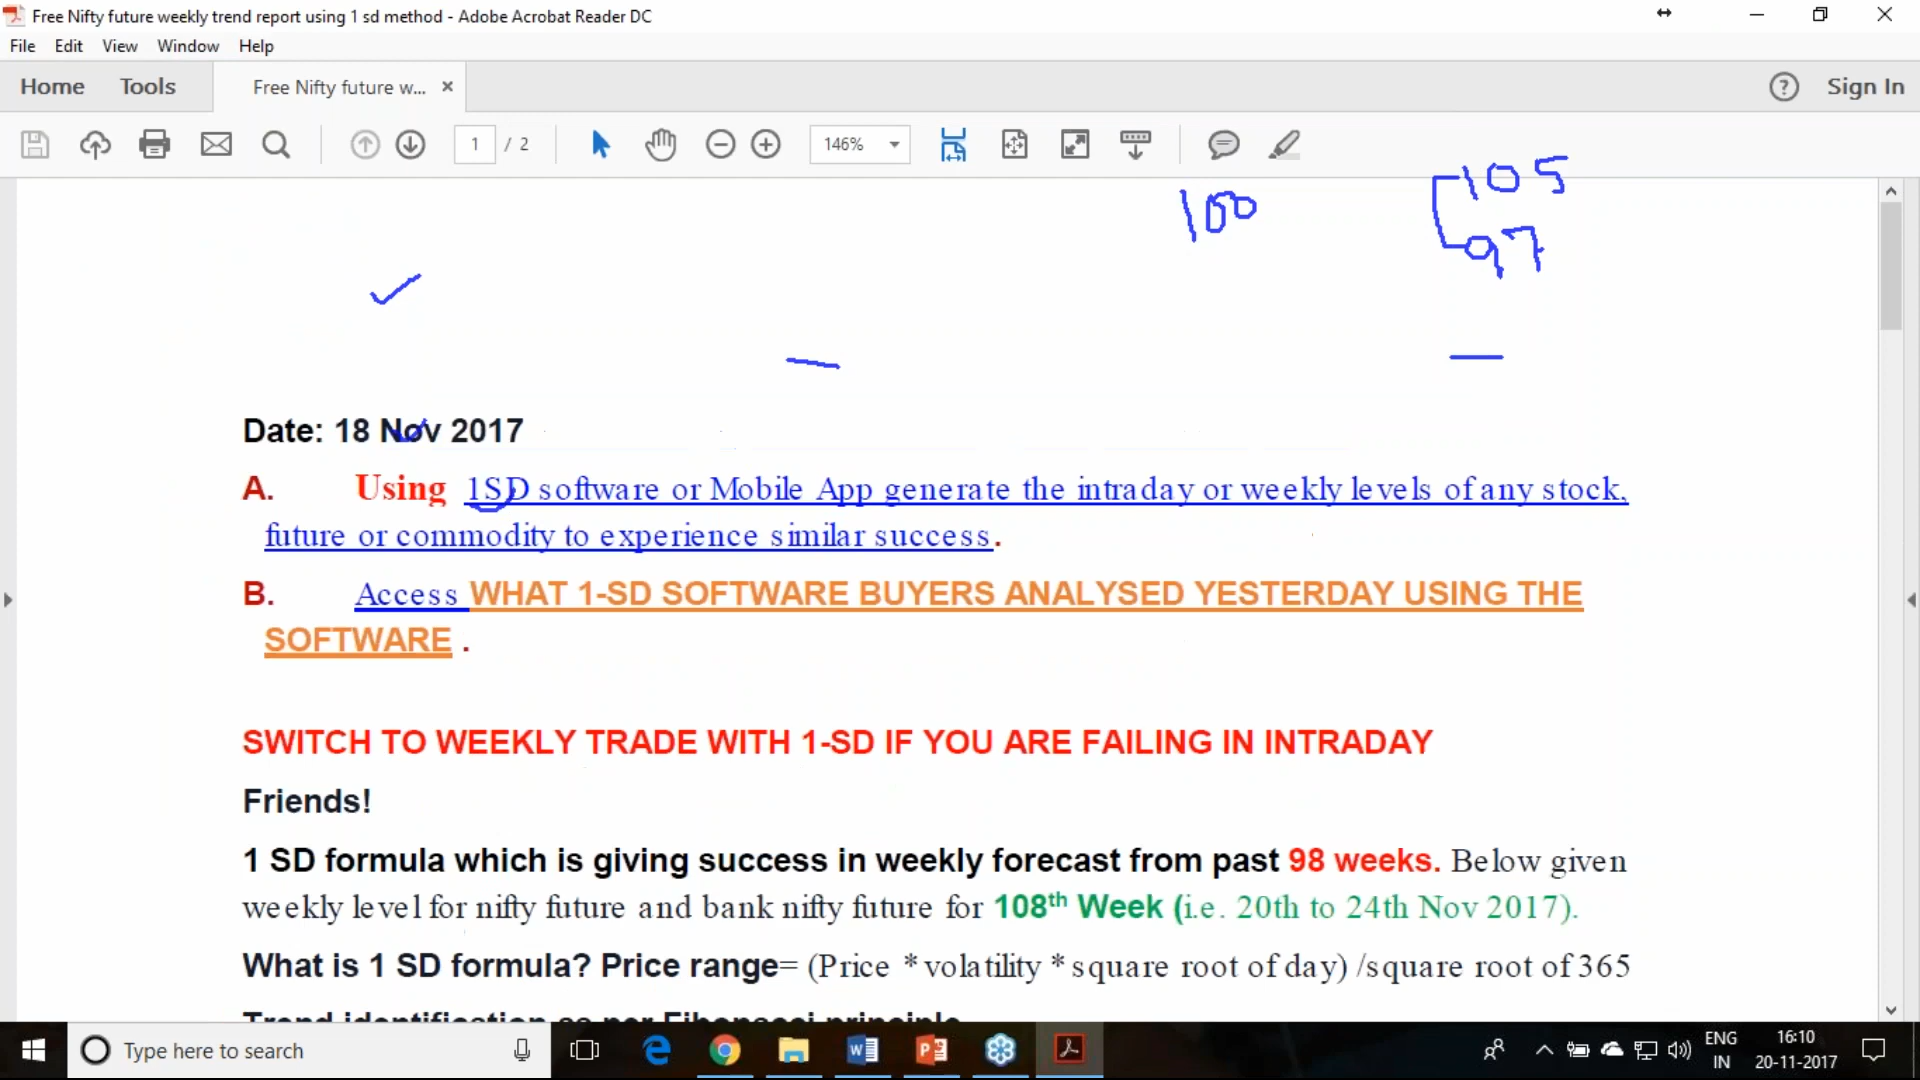 Free Nifty future weekly trend report using 1 sd method - Adobe Acrobat Reader DC
File Edit View Window Help
Home Tools Free Nifty future w... × ? Sign In
1 / 2 146%
100
105
97
Date: 18 Nov 2017
A. Using 1SD software or Mobile App generate the intraday or weekly levels of any stock,
future or commodity to experience similar success.
B. Access WHAT 1-SD SOFTWARE BUYERS ANALYSED YESTERDAY USING THE
SOFTWARE .
SWITCH TO WEEKLY TRADE WITH 1-SD IF YOU ARE FAILING IN INTRADAY
Friends!
1 SD formula which is giving success in weekly forecast from past 98 weeks. Below given
weekly level for nifty future and bank nifty future for 108th Week (i.e. 20th to 24th Nov 2017).
What is 1 SD formula? Price range= (Price * volatility * square root of day) /square root of 365
Trend identification as per Fibonacci principle
Type here to search
ENG
IN
16:10
20-11-2017